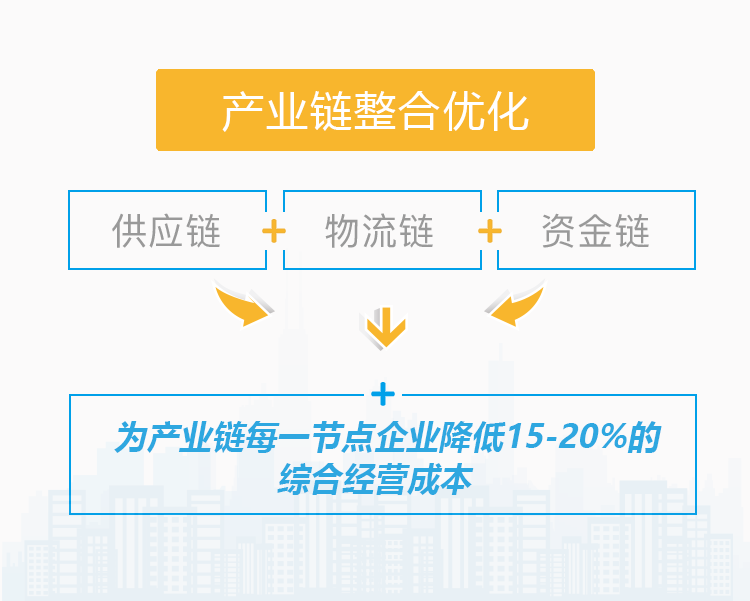 产业链整合优化
供应链 + 物流链 + 资金链
+
为产业链每一节点企业降低15-20%的
综合经营成本